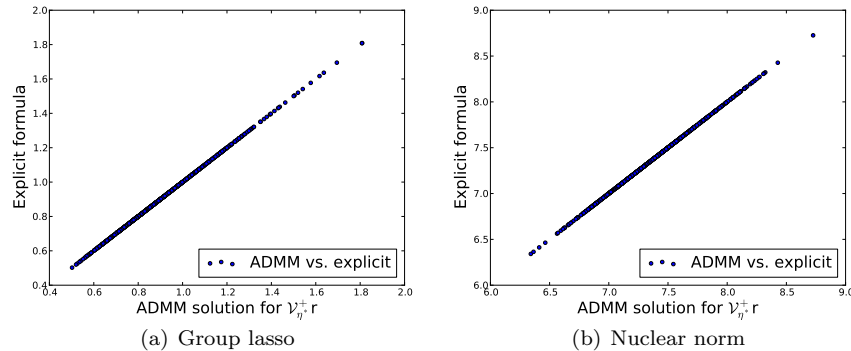 2.0
1.8
1.6
1.4
1.2
1.0
0.8
0.6
0.4
Explicit formula
ADMM vs. explicit
0.4 0.6 0.8 1.0 1.2 1.4 1.6 1.8 2.0
ADMM solution for 𝒱⁺_η* r
(a) Group lasso
9.0
8.5
8.0
7.5
7.0
6.5
6.0
Explicit formula
ADMM vs. explicit
6.0 6.5 7.0 7.5 8.0 8.5 9.0
ADMM solution for 𝒱⁺_η* r
(b) Nuclear norm